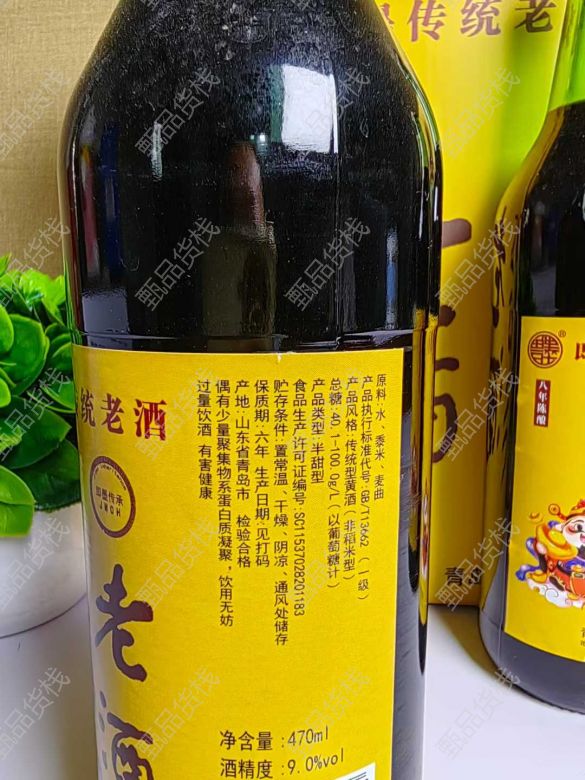 传统老
统老酒
即墨传承
JMCH
老酒
原料:水、黍米、麦曲
产品执行标准代号:GB/T13662（一级）
产品风格:传统型黄酒（非稻米型）
总糖:40.1-100.0g/L（以葡萄糖计）
产品类型:半甜型
食品生产许可证编号:SC11537028201183
贮存条件:置常温、干燥、阴凉、通风处储存
保质期:六年 生产日期:见打码
产地:山东省青岛市 检验合格
偶有少量聚集物系蛋白质凝聚，饮用无妨
过量饮酒 有害健康
净含量:470ml
酒精度:9.0%vol
八年陈酿
青
甄品货栈